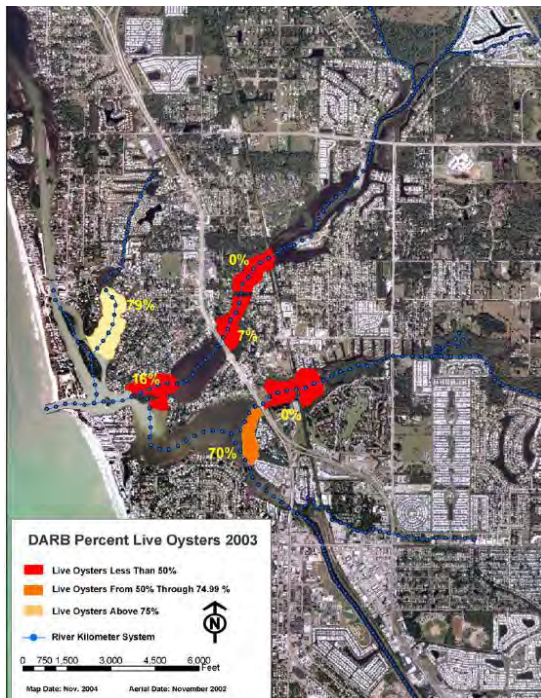 0%
79%
7%
16%
0%
70%
DARB Percent Live Oysters 2003
Live Oysters Less Than 50%
Live Oysters From 50% Through 74.99 %
Live Oysters Above 75%
River Kilometer System
N
0 750 1,500 3,000 4,500 6,000
Feet
Map Date: Nov. 2004 Aerial Date: November 2002